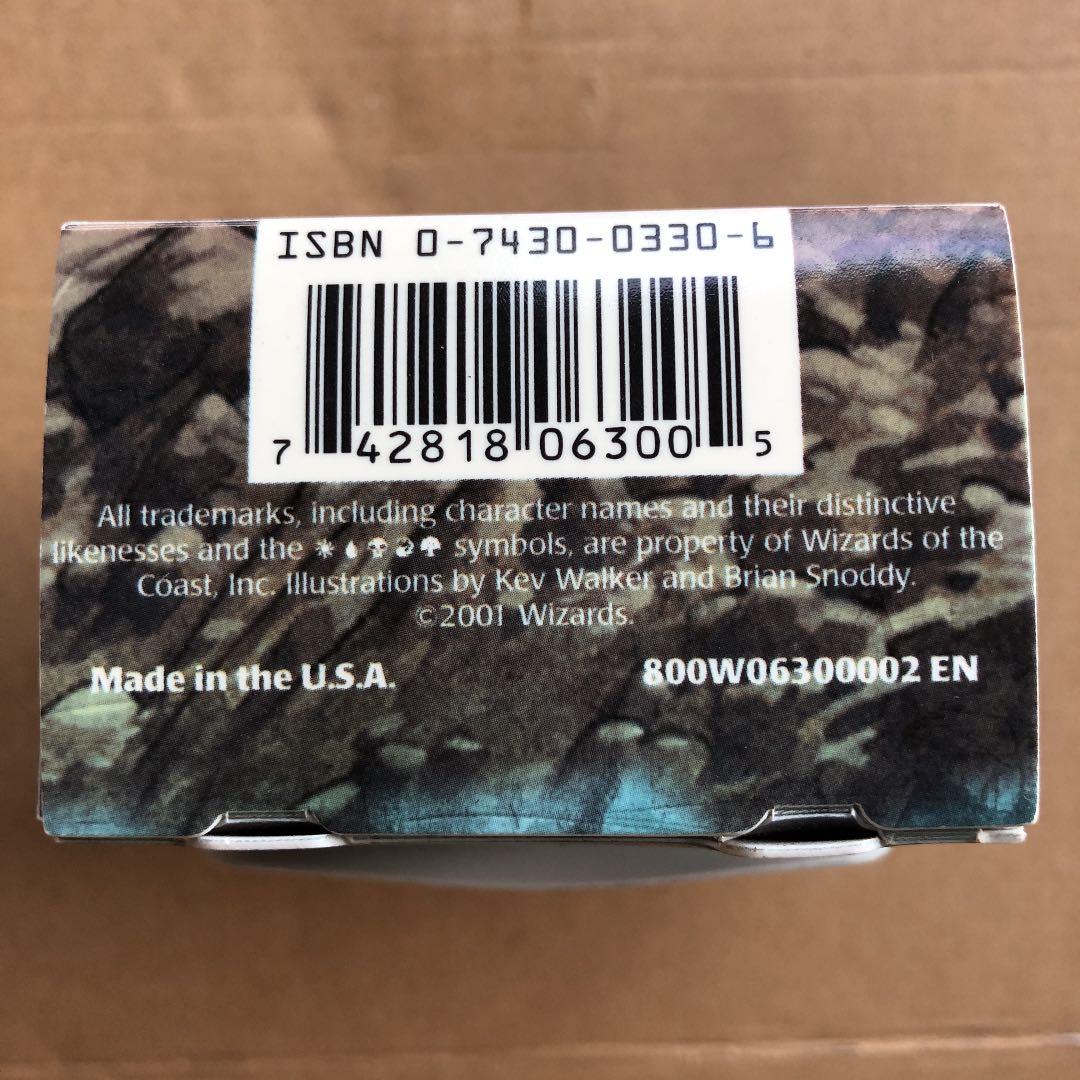 ISBN 0-7430-0330-6
7 42818 06300 5
All trademarks, including character names and their distinctive
likenesses and the symbols, are property of Wizards of the
Coast, Inc. Illustrations by Kev Walker and Brian Snoddy.
©2001 Wizards.
Made in the U.S.A. 800W06300002 EN